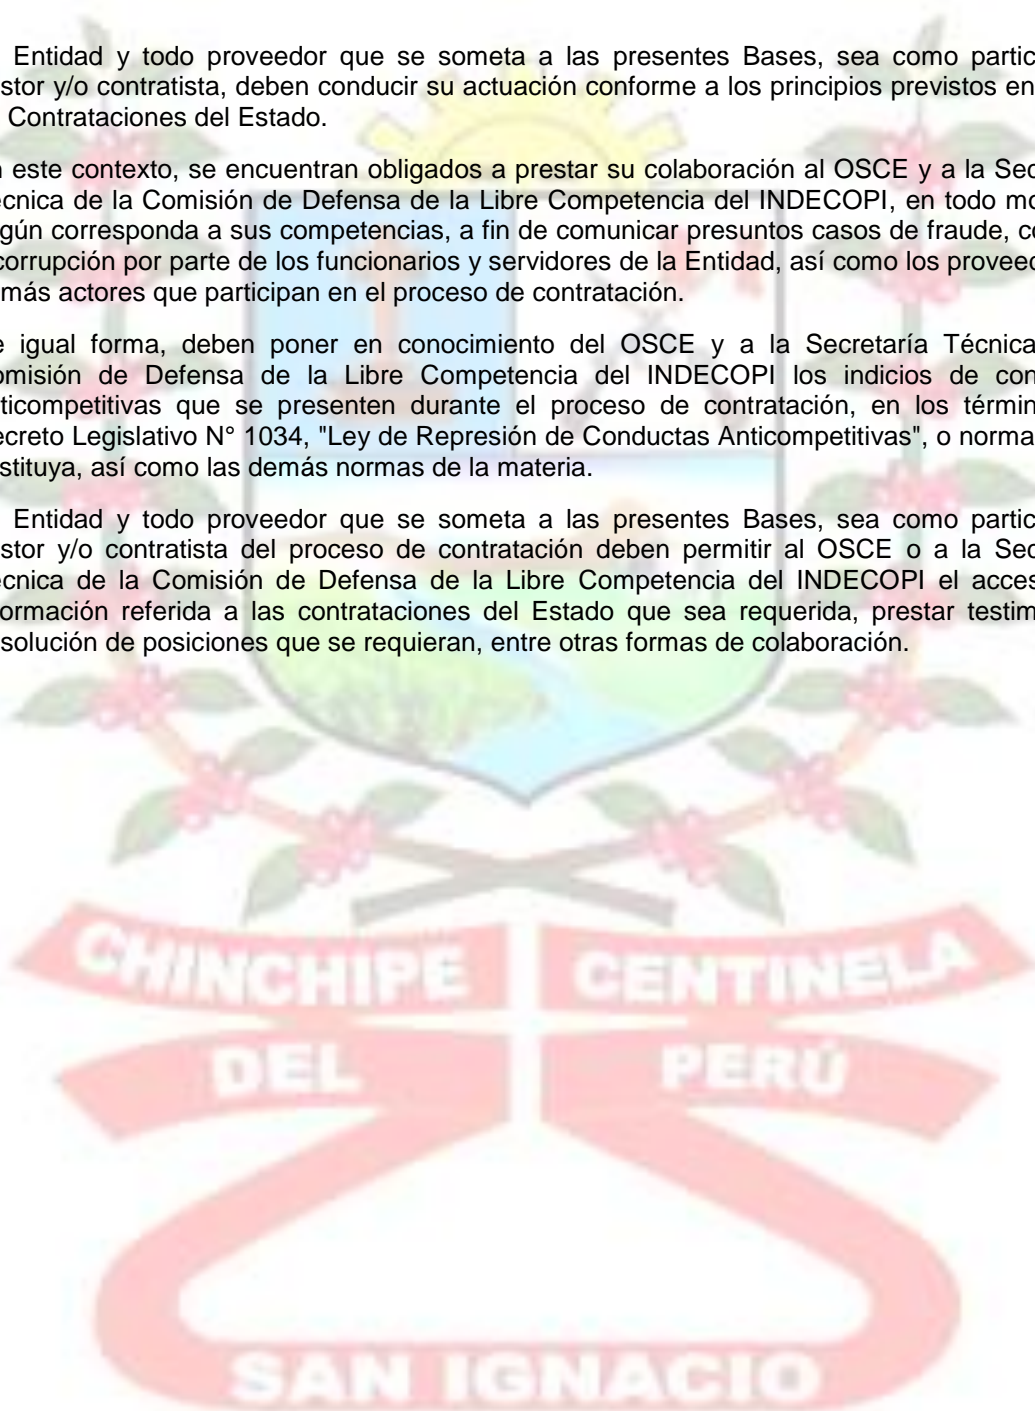 Entidad y todo proveedor que se someta a las presentes Bases, sea como partic
stor y/o contratista, deben conducir su actuación conforme a los principios previstos en
Contrataciones del Estado.
n este contexto, se encuentran obligados a prestar su colaboración al OSCE y a la Sec
écnica de la Comisión de Defensa de la Libre Competencia del INDECOPI, en todo mo
gún corresponda a sus competencias, a fin de comunicar presuntos casos de fraude, co
corrupción por parte de los funcionarios y servidores de la Entidad, así como los proveed
más actores que participan en el proceso de contratación.
e igual forma, deben poner en conocimiento del OSCE y a la Secretaría Técnica
omisión de Defensa de la Libre Competencia del INDECOPI los indicios de con
ticompetitivas que se presenten durante el proceso de contratación, en los términ
ecreto Legislativo N° 1034, "Ley de Represión de Conductas Anticompetitivas", o norma
stituya, así como las demás normas de la materia.
Entidad y todo proveedor que se someta a las presentes Bases, sea como partic
stor y/o contratista del proceso de contratación deben permitir al OSCE o a la Sec
écnica de la Comisión de Defensa de la Libre Competencia del INDECOPI el acces
ormación referida a las contrataciones del Estado que sea requerida, prestar testim
solución de posiciones que se requieran, entre otras formas de colaboración.
CHINCHIPE CENTINELA
DEL PERÚ
SAN IGNACIO